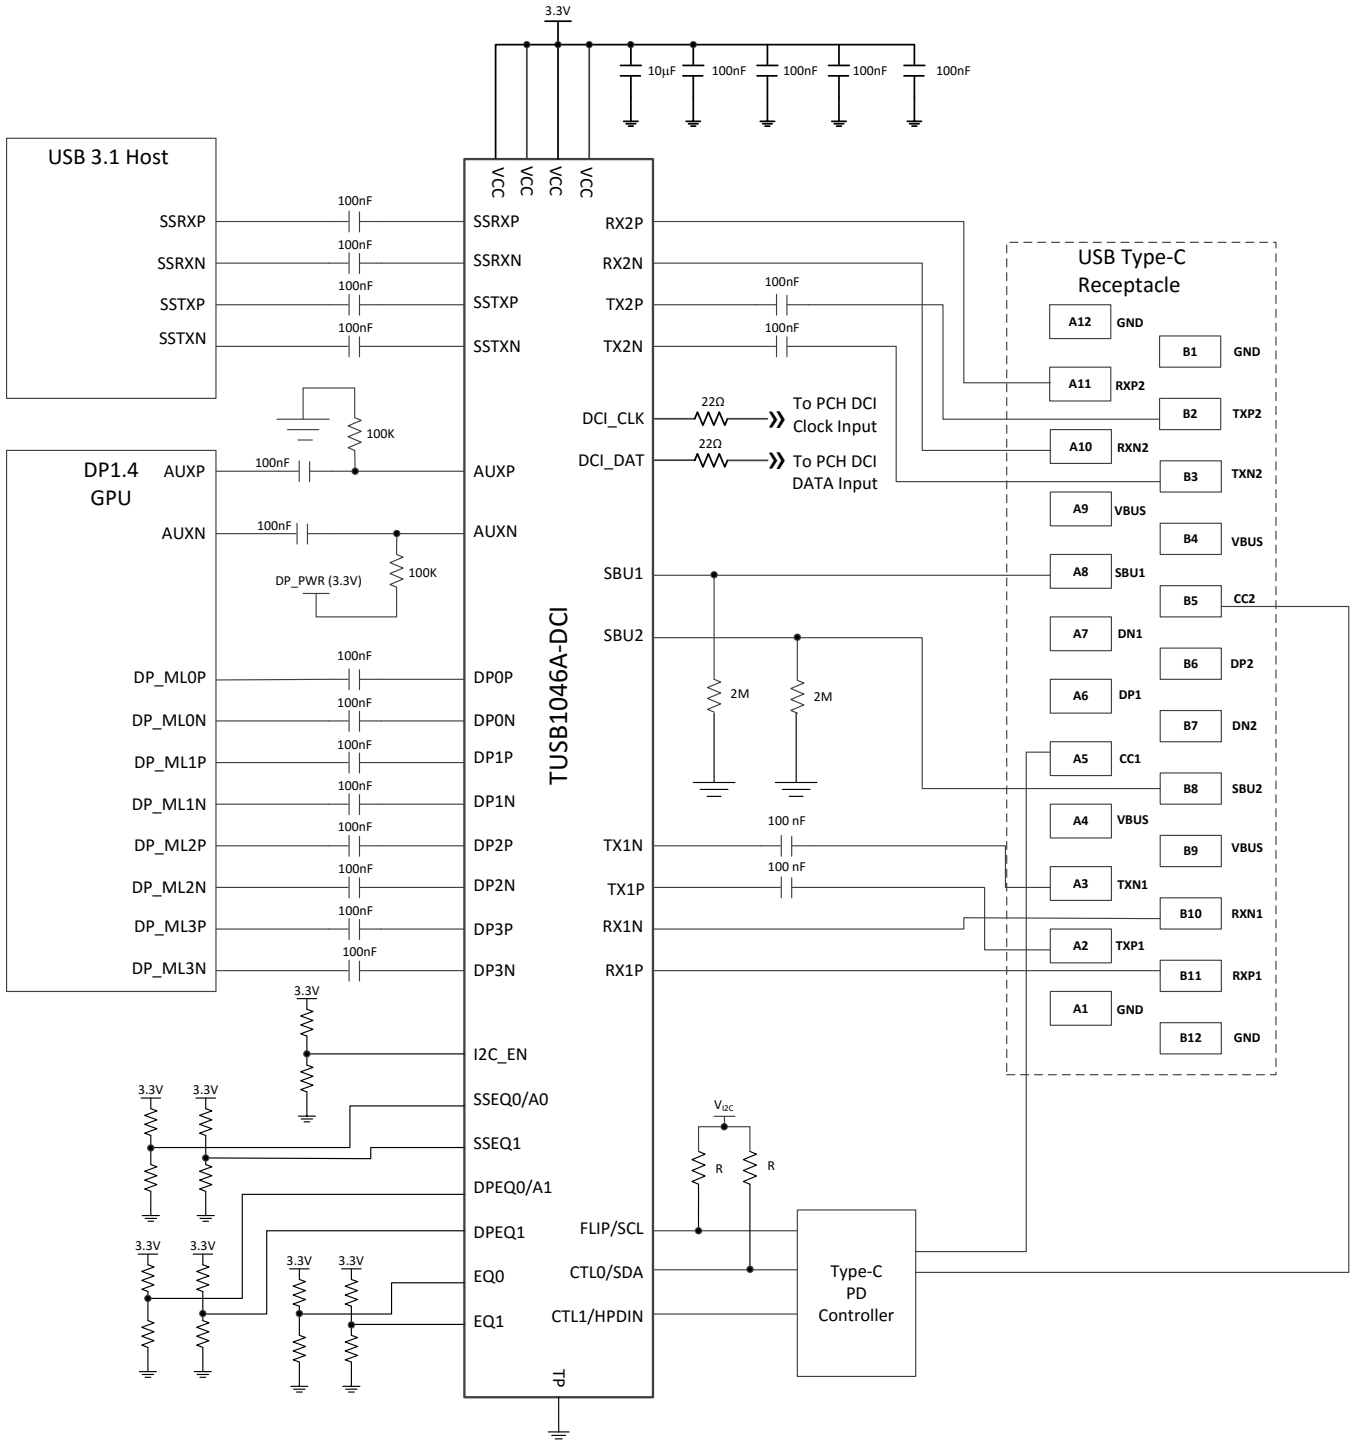 3.3V
10µF
100nF
100nF
100nF
100nF
USB 3.1 Host
SSRXP
SSRXN
SSTXP
SSTXN
100nF
100nF
100nF
100nF
100K
DP1.4
GPU
AUXP
AUXN
100nF
100nF
100K
DP_PWR (3.3V)
DP_ML0P
DP_ML0N
DP_ML1P
DP_ML1N
DP_ML2P
DP_ML2N
DP_ML3P
DP_ML3N
100nF
100nF
100nF
100nF
100nF
100nF
100nF
100nF
3.3V
3.3V
3.3V
3.3V
3.3V
3.3V
3.3V
VCC
VCC
VCC
VCC
SSRXP
SSRXN
SSTXP
SSTXN
AUXP
AUXN
DP0P
DP0N
DP1P
DP1N
DP2P
DP2N
DP3P
DP3N
I2C_EN
SSEQ0/A0
SSEQ1
DPEQ0/A1
DPEQ1
EQ0
EQ1
TUSB1046A-DCI
TP
RX2P
RX2N
TX2P
TX2N
DCI_CLK
DCI_DAT
SBU1
SBU2
TX1N
TX1P
RX1N
RX1P
FLIP/SCL
CTL0/SDA
CTL1/HPDIN
100nF
100nF
22Ω
To PCH DCI
Clock Input
22Ω
To PCH DCI
DATA Input
2M
2M
100 nF
100 nF
VI2C
R
R
Type-C
PD
Controller
USB Type-C
Receptacle
A12 GND
B1 GND
A11 RXP2
B2 TXP2
A10 RXN2
B3 TXN2
A9 VBUS
B4 VBUS
A8 SBU1
B5 CC2
A7 DN1
B6 DP2
A6 DP1
B7 DN2
A5 CC1
B8 SBU2
A4 VBUS
B9 VBUS
A3 TXN1
B10 RXN1
A2 TXP1
B11 RXP1
A1 GND
B12 GND